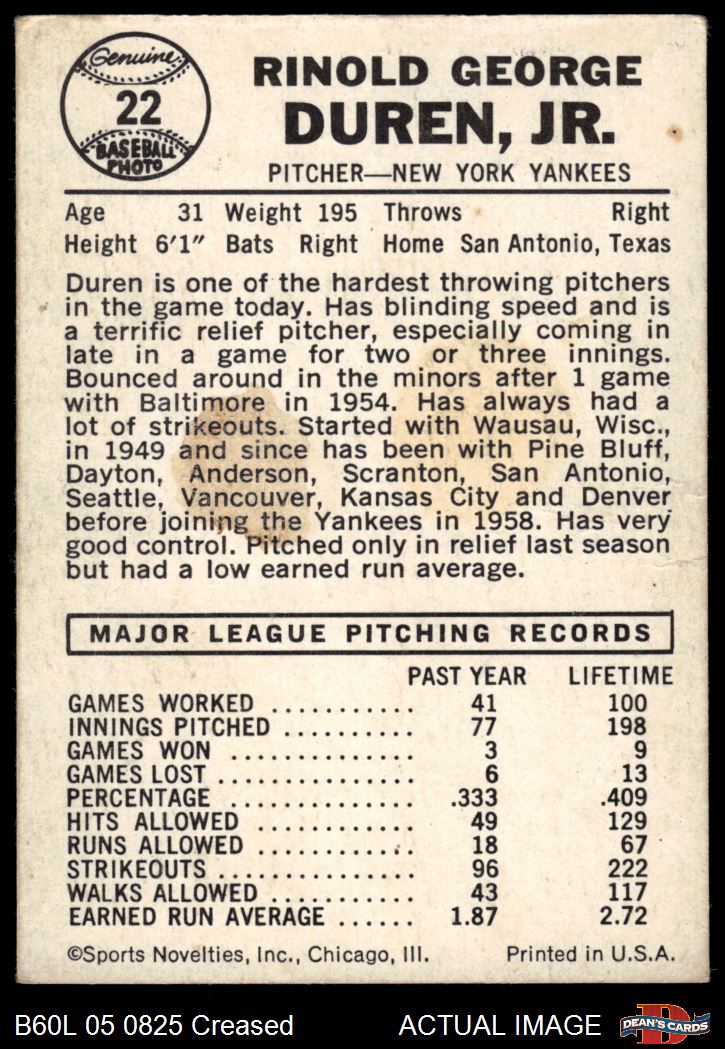 Genuine
22
BASEBALL
PHOTO
RINOLD GEORGE
DUREN, JR.
PITCHER—NEW YORK YANKEES
Age 31 Weight 195 Throws Right
Height 6'1" Bats Right Home San Antonio, Texas
Duren is one of the hardest throwing pitchers
in the game today. Has blinding speed and is
a terrific relief pitcher, especially coming in
late in a game for two or three innings.
Bounced around in the minors after 1 game
with Baltimore in 1954. Has always had a
lot of strikeouts. Started with Wausau, Wisc.,
in 1949 and since has been with Pine Bluff,
Dayton, Anderson, Scranton, San Antonio,
Seattle, Vancouver, Kansas City and Denver
before joining the Yankees in 1958. Has very
good control. Pitched only in relief last season
but had a low earned run average.
MAJOR LEAGUE PITCHING RECORDS
PAST YEAR LIFETIME
GAMES WORKED ........... 41 100
INNINGS PITCHED .......... 77 198
GAMES WON .............. 3 9
GAMES LOST ............... 6 13
PERCENTAGE .............. .333 .409
HITS ALLOWED ............ 49 129
RUNS ALLOWED ........... 18 67
STRIKEOUTS ............... 96 222
WALKS ALLOWED ........... 43 117
EARNED RUN AVERAGE ...... 1.87 2.72
©Sports Novelties, Inc., Chicago, Ill. Printed in U.S.A.
B60L 05 0825 Creased ACTUAL IMAGE D DEAN'S CARDS